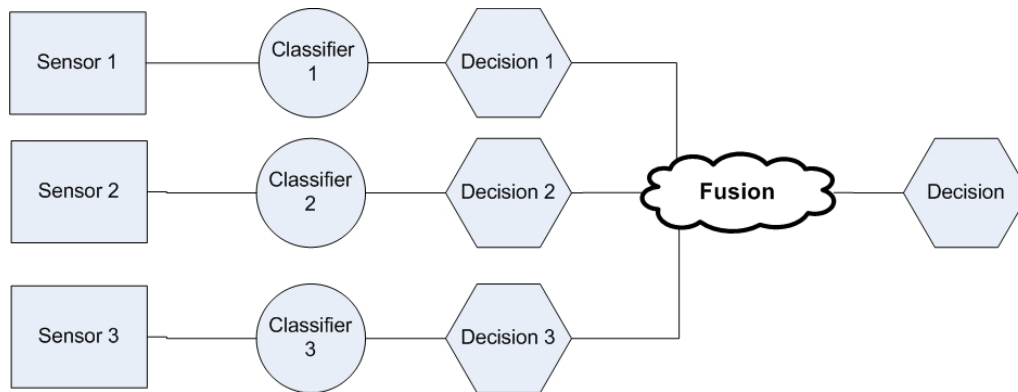 Sensor 1
Classifier
1
Decision 1
Sensor 2
Classifier
2
Decision 2
Fusion
Decision
Sensor 3
Classifier
3
Decision 3